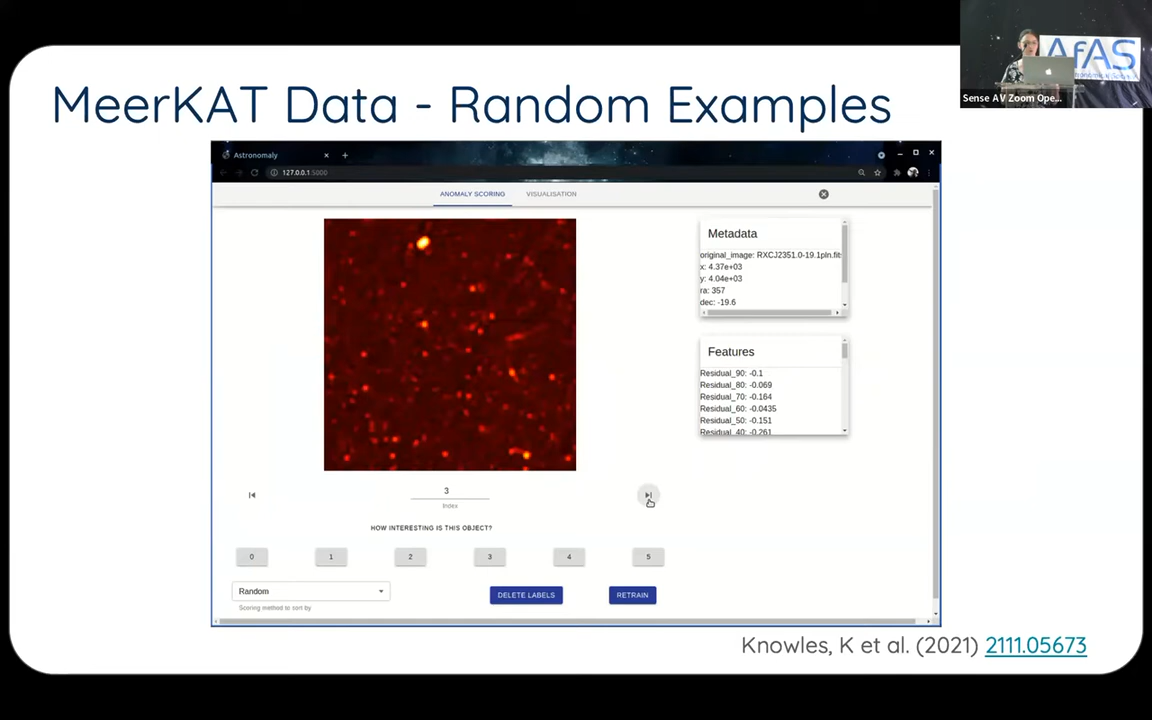 AfAS
Sense AV Zoom Ope...
MeerKAT Data - Random Examples
Astronomaly
127.0.0.1:5000
ANOMALY SCORING
VISUALISATION
Metadata
original_image: RXCJ2351.0-19.1pln.fit
x: 4.37e+03
y: 4.04e+03
ra: 357
dec: -19.6
Features
Residual_90: -0.1
Residual_80: -0.069
Residual_70: -0.164
Residual_60: -0.0435
Residual_50: -0.151
Residual_40: -0.261
3
Index
HOW INTERESTING IS THIS OBJECT?
0 1 2 3 4 5
Random
Scoring method to sort by
DELETE LABELS
RETRAIN
Knowles, K et al. (2021) 2111.05673